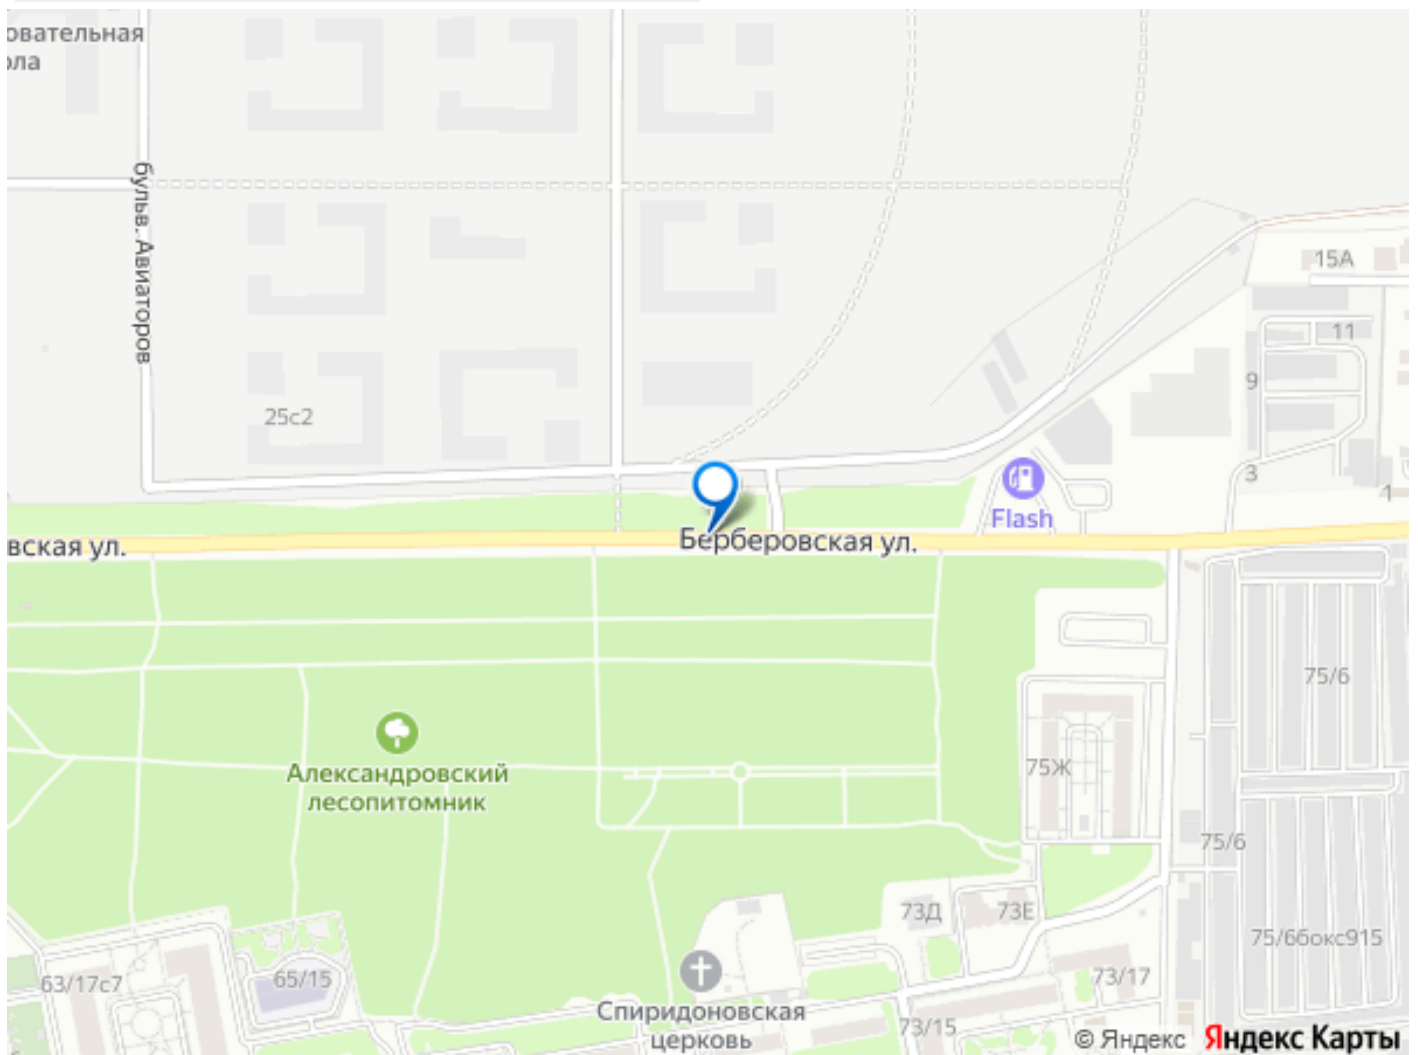 овательная
ола
бульв. Авиаторов
15А
11
9
25с2
3
1
Flash
вская ул.
Берберовская ул.
75/6
Александровский
лесопитомник
75Ж
75/6
73Д
73Е
75/6бокс915
63/17с7
65/15
73/17
Спиридоновская
церковь
73/15
© Яндекс Яндекс Карты